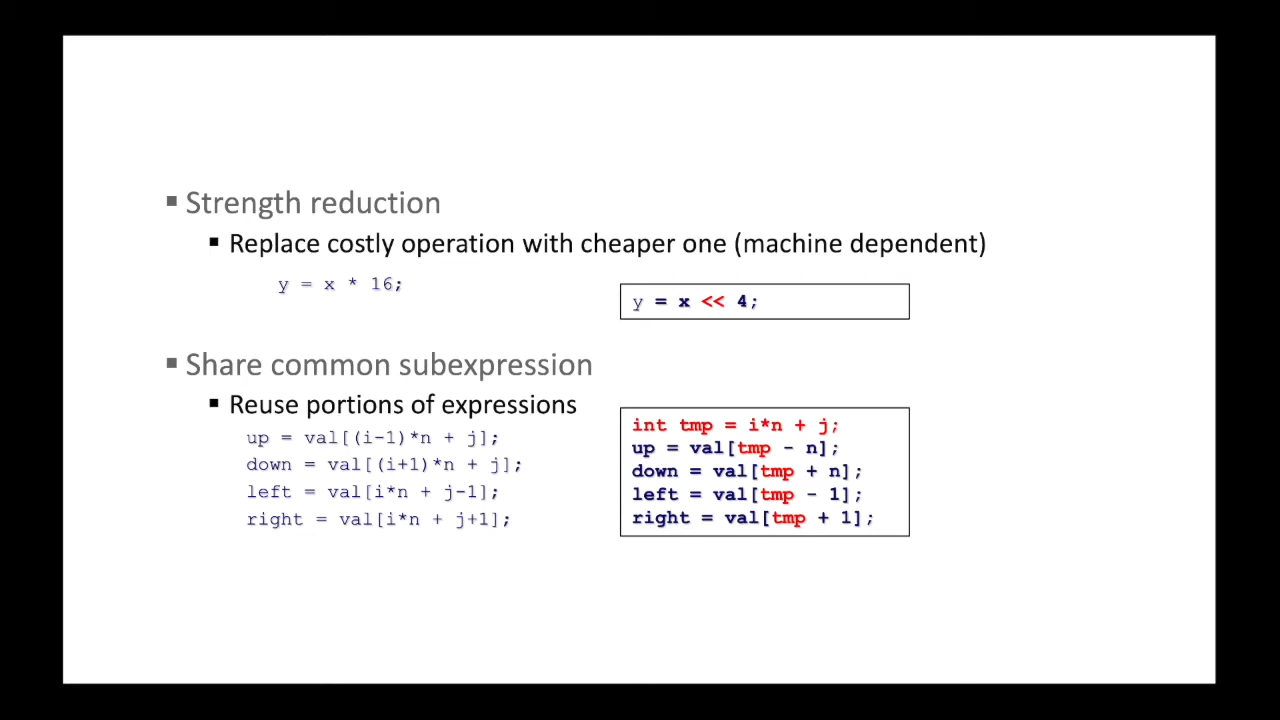 ▪ Strength reduction
▪ Replace costly operation with cheaper one (machine dependent)
y = x * 16;
y = x << 4;
▪ Share common subexpression
▪ Reuse portions of expressions
up = val[(i-1)*n + j];
down = val[(i+1)*n + j];
left = val[i*n + j-1];
right = val[i*n + j+1];
int tmp = i*n + j;
up = val[tmp - n];
down = val[tmp + n];
left = val[tmp - 1];
right = val[tmp + 1];